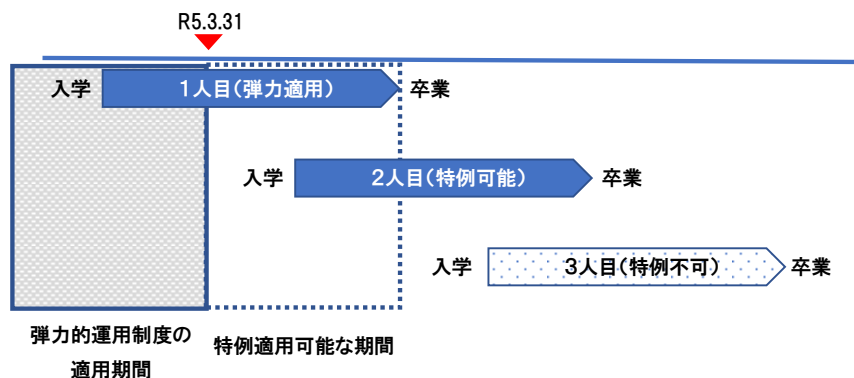 R5.3.31
入学
1人目(弾力適用)
卒業
入学
2人目(特例可能)
卒業
入学
3人目(特例不可)
卒業
弾力的運用制度の
適用期間
特例適用可能な期間